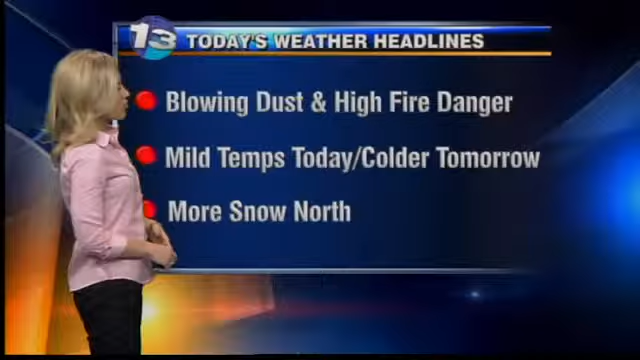 13 TODAY'S WEATHER HEADLINES
Blowing Dust & High Fire Danger
Mild Temps Today/Colder Tomorrow
More Snow North